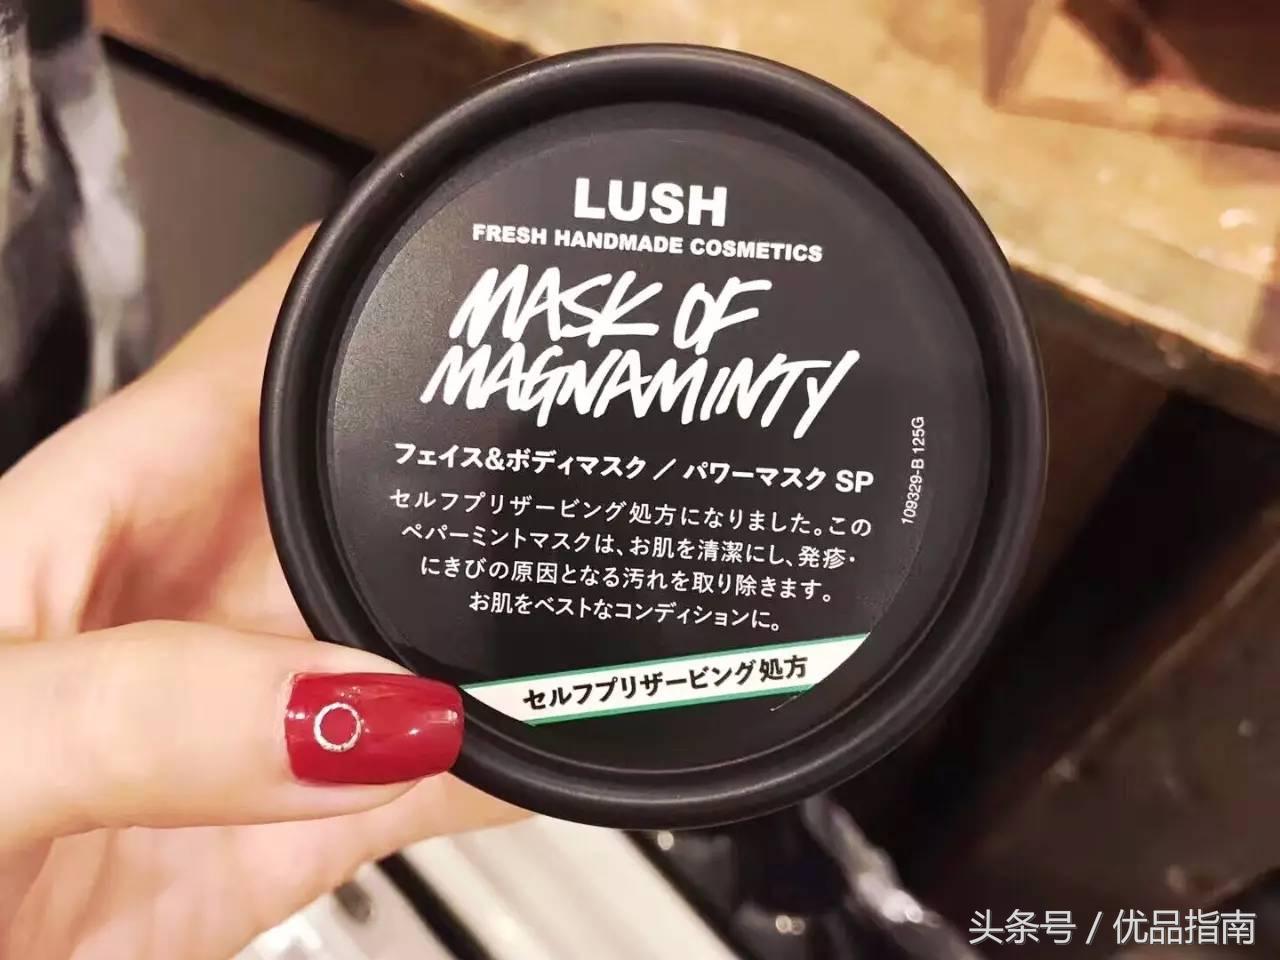 LUSH
FRESH HANDMADE COSMETICS
MASK OF
MAGNAMINTY
フェイス&ボディマスク / パワーマスク SP
セルフプリザービング処方になりました。この
ペパーミントマスクは、お肌を清潔にし、発疹・
にきびの原因となる汚れを取り除きます。
お肌をベストなコンディションに。
セルフプリザービング処方
109329-B 125G
头条号 / 优品指南